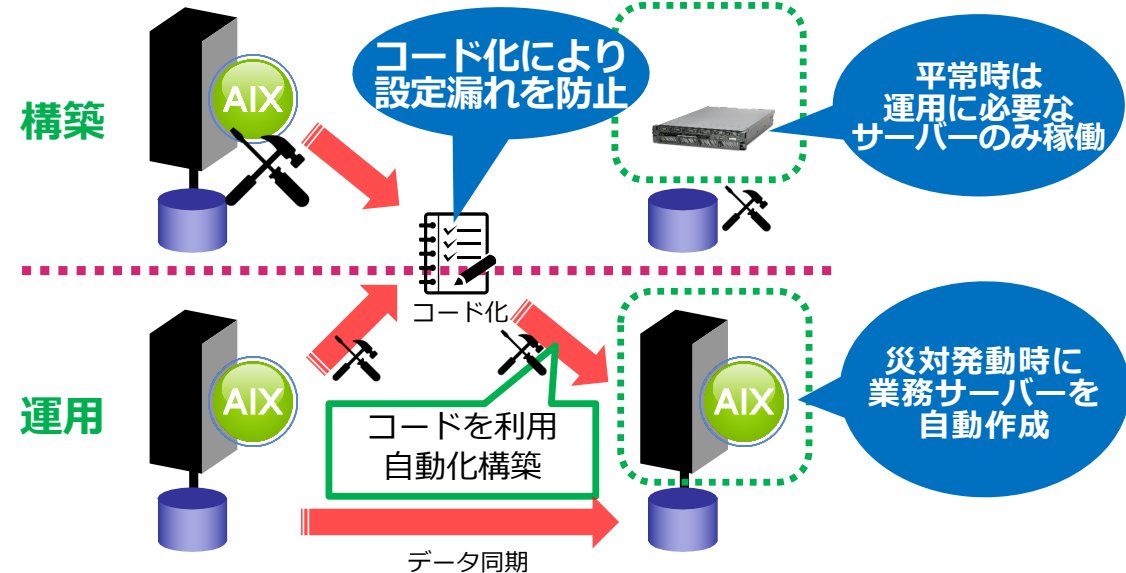 構築
AIX
コード化により
設定漏れを防止
平常時は
運用に必要な
サーバーのみ稼働
コード化
運用
AIX
コードを利用
自動化構築
AIX
災対発動時に
業務サーバーを
自動作成
データ同期